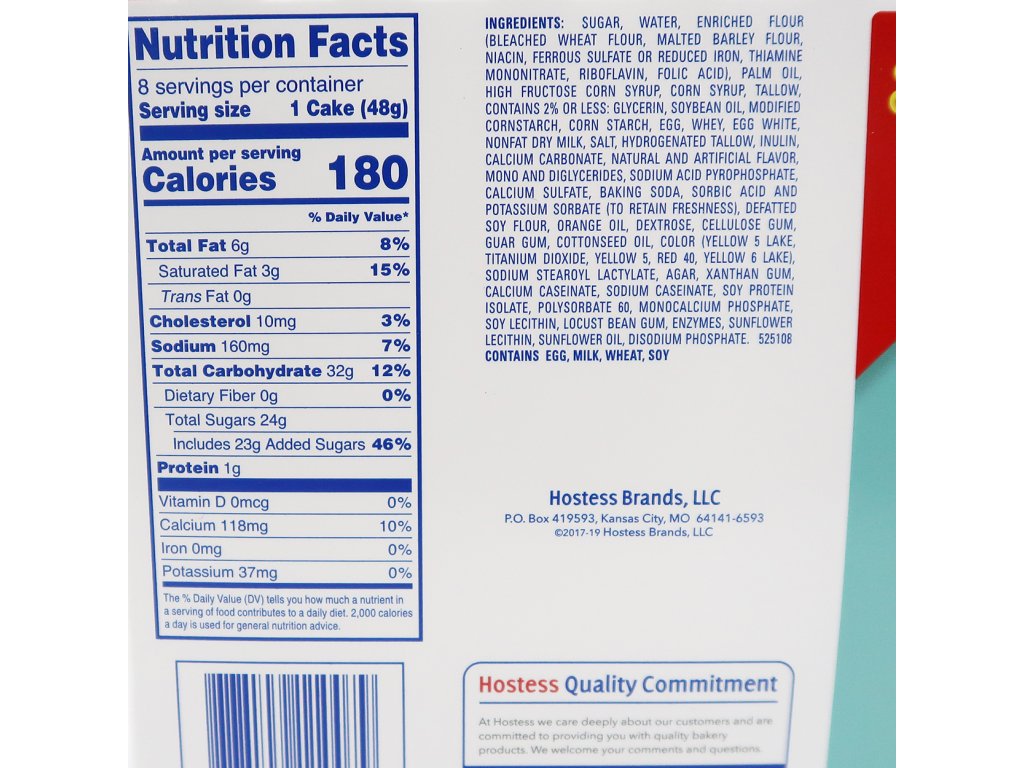 Nutrition Facts
8 servings per container
Serving size 1 Cake (48g)
Amount per serving
Calories 180
% Daily Value*
Total Fat 6g 8%
Saturated Fat 3g 15%
Trans Fat 0g
Cholesterol 10mg 3%
Sodium 160mg 7%
Total Carbohydrate 32g 12%
Dietary Fiber 0g 0%
Total Sugars 24g
Includes 23g Added Sugars 46%
Protein 1g
Vitamin D 0mcg 0%
Calcium 118mg 10%
Iron 0mg 0%
Potassium 37mg 0%
The % Daily Value (DV) tells you how much a nutrient in
a serving of food contributes to a daily diet. 2,000 calories
a day is used for general nutrition advice.
INGREDIENTS: SUGAR, WATER, ENRICHED FLOUR
(BLEACHED WHEAT FLOUR, MALTED BARLEY FLOUR,
NIACIN, FERROUS SULFATE OR REDUCED IRON, THIAMINE
MONONITRATE, RIBOFLAVIN, FOLIC ACID), PALM OIL,
HIGH FRUCTOSE CORN SYRUP, CORN SYRUP, TALLOW,
CONTAINS 2% OR LESS: GLYCERIN, SOYBEAN OIL, MODIFIED
CORNSTARCH, CORN STARCH, EGG, WHEY, EGG WHITE,
NONFAT DRY MILK, SALT, HYDROGENATED TALLOW, INULIN,
CALCIUM CARBONATE, NATURAL AND ARTIFICIAL FLAVOR,
MONO AND DIGLYCERIDES, SODIUM ACID PYROPHOSPHATE,
CALCIUM SULFATE, BAKING SODA, SORBIC ACID AND
POTASSIUM SORBATE (TO RETAIN FRESHNESS), DEFATTED
SOY FLOUR, ORANGE OIL, DEXTROSE, CELLULOSE GUM,
GUAR GUM, COTTONSEED OIL, COLOR (YELLOW 5 LAKE,
TITANIUM DIOXIDE, YELLOW 5, RED 40, YELLOW 6 LAKE),
SODIUM STEAROYL LACTYLATE, AGAR, XANTHAN GUM,
CALCIUM CASEINATE, SODIUM CASEINATE, SOY PROTEIN
ISOLATE, POLYSORBATE 60, MONOCALCIUM PHOSPHATE,
SOY LECITHIN, LOCUST BEAN GUM, ENZYMES, SUNFLOWER
LECITHIN, SUNFLOWER OIL, DISODIUM PHOSPHATE. 525108
CONTAINS EGG, MILK, WHEAT, SOY
Hostess Brands, LLC
P.O. Box 419593, Kansas City, MO 64141-6593
©2017-19 Hostess Brands, LLC
Hostess Quality Commitment
At Hostess we care deeply about our customers and are
committed to providing you with quality bakery
products. We welcome your comments and questions.